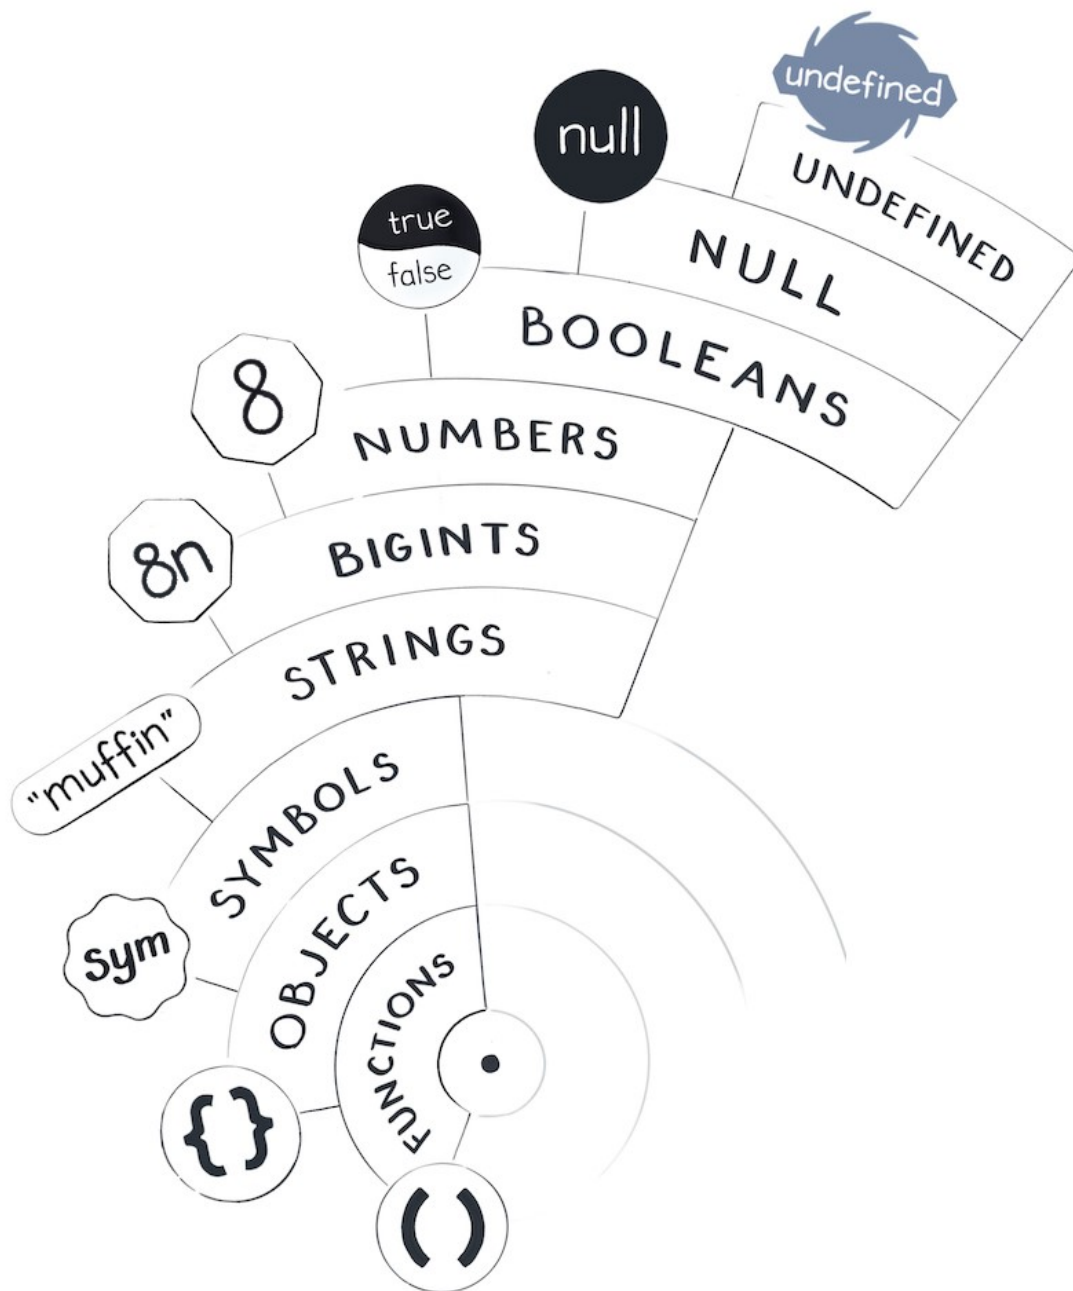 undefined
UNDEFINED
null
NULL
true
false
BOOLEANS
8
NUMBERS
8n
BIGINTS
"muffin"
STRINGS
sym
SYMBOLS
{ }
OBJECTS
( )
FUNCTIONS